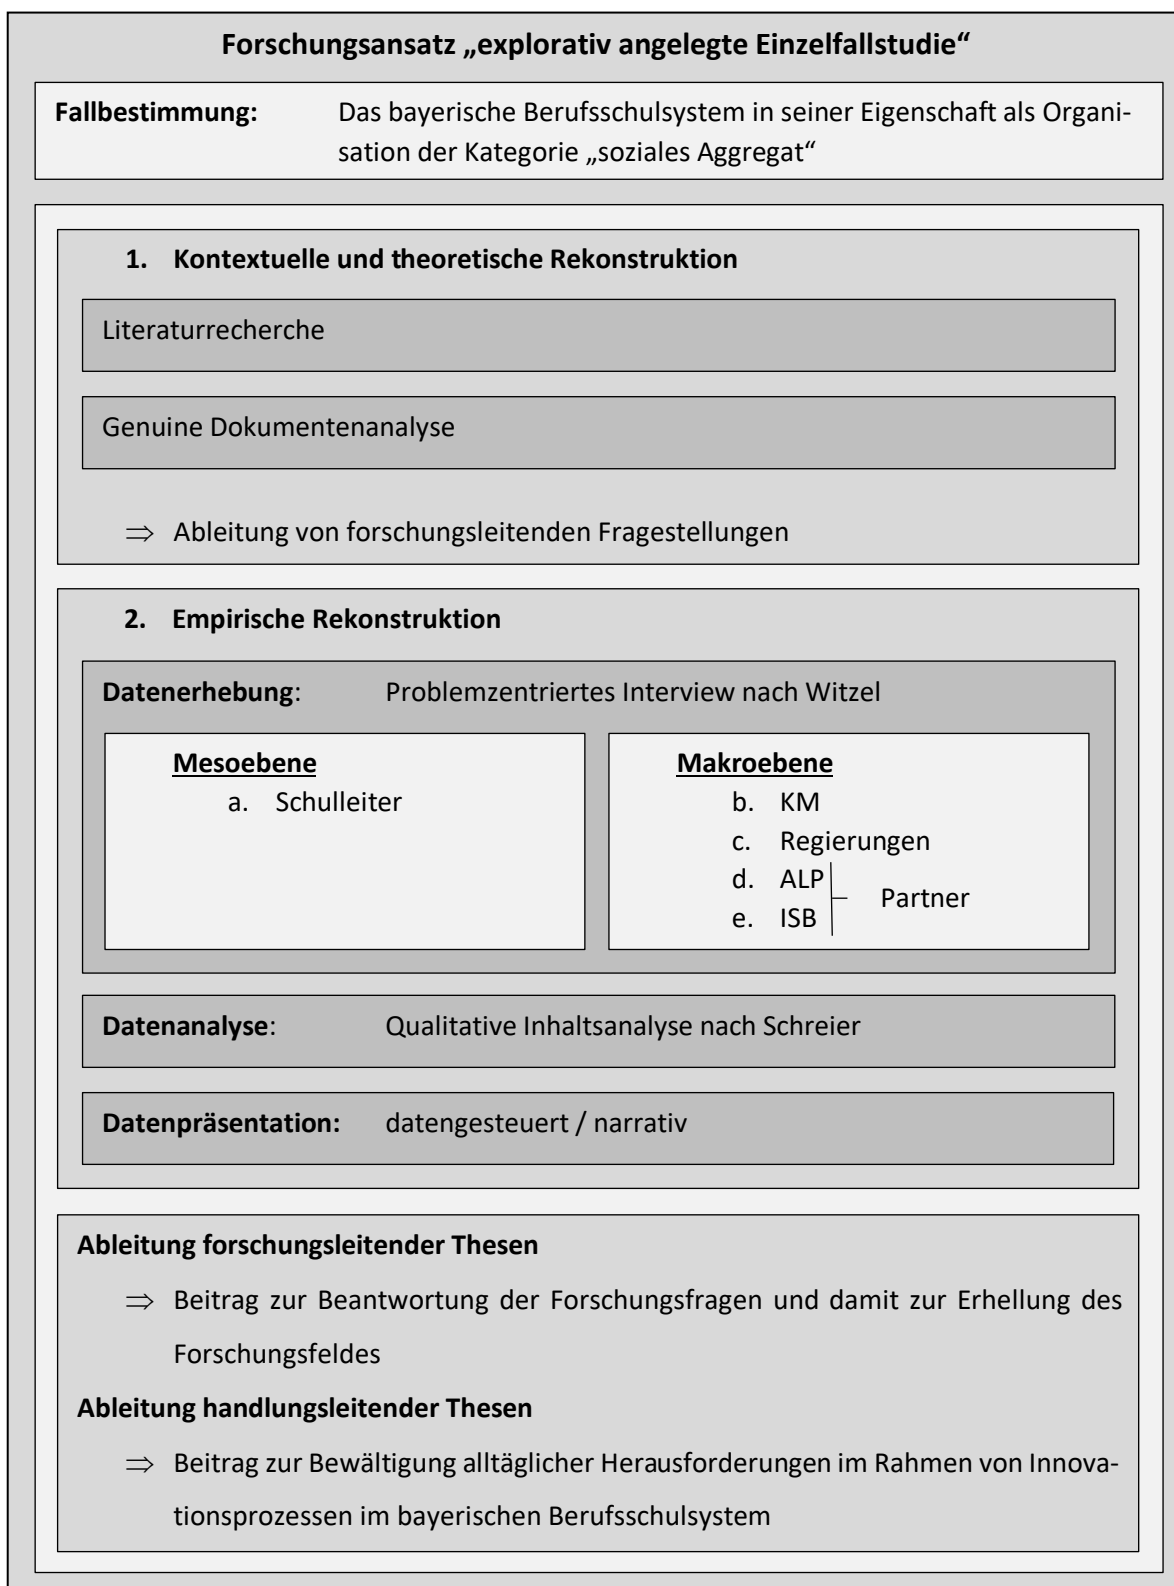 Forschungsansatz „explorativ angelegte Einzelfallstudie“
Fallbestimmung: Das bayerische Berufsschulsystem in seiner Eigenschaft als Organi-
sation der Kategorie „soziales Aggregat“
1. Kontextuelle und theoretische Rekonstruktion
Literaturrecherche
Genuine Dokumentenanalyse
⇒ Ableitung von forschungsleitenden Fragestellungen
2. Empirische Rekonstruktion
Datenerhebung: Problemzentriertes Interview nach Witzel
Mesoebene
a. Schulleiter
Makroebene
b. KM
c. Regierungen
d. ALP
e. ISB
Partner
Datenanalyse: Qualitative Inhaltsanalyse nach Schreier
Datenpräsentation: datengesteuert / narrativ
Ableitung forschungsleitender Thesen
⇒ Beitrag zur Beantwortung der Forschungsfragen und damit zur Erhellung des
Forschungsfeldes
Ableitung handlungsleitender Thesen
⇒ Beitrag zur Bewältigung alltäglicher Herausforderungen im Rahmen von Innova-
tionsprozessen im bayerischen Berufsschulsystem